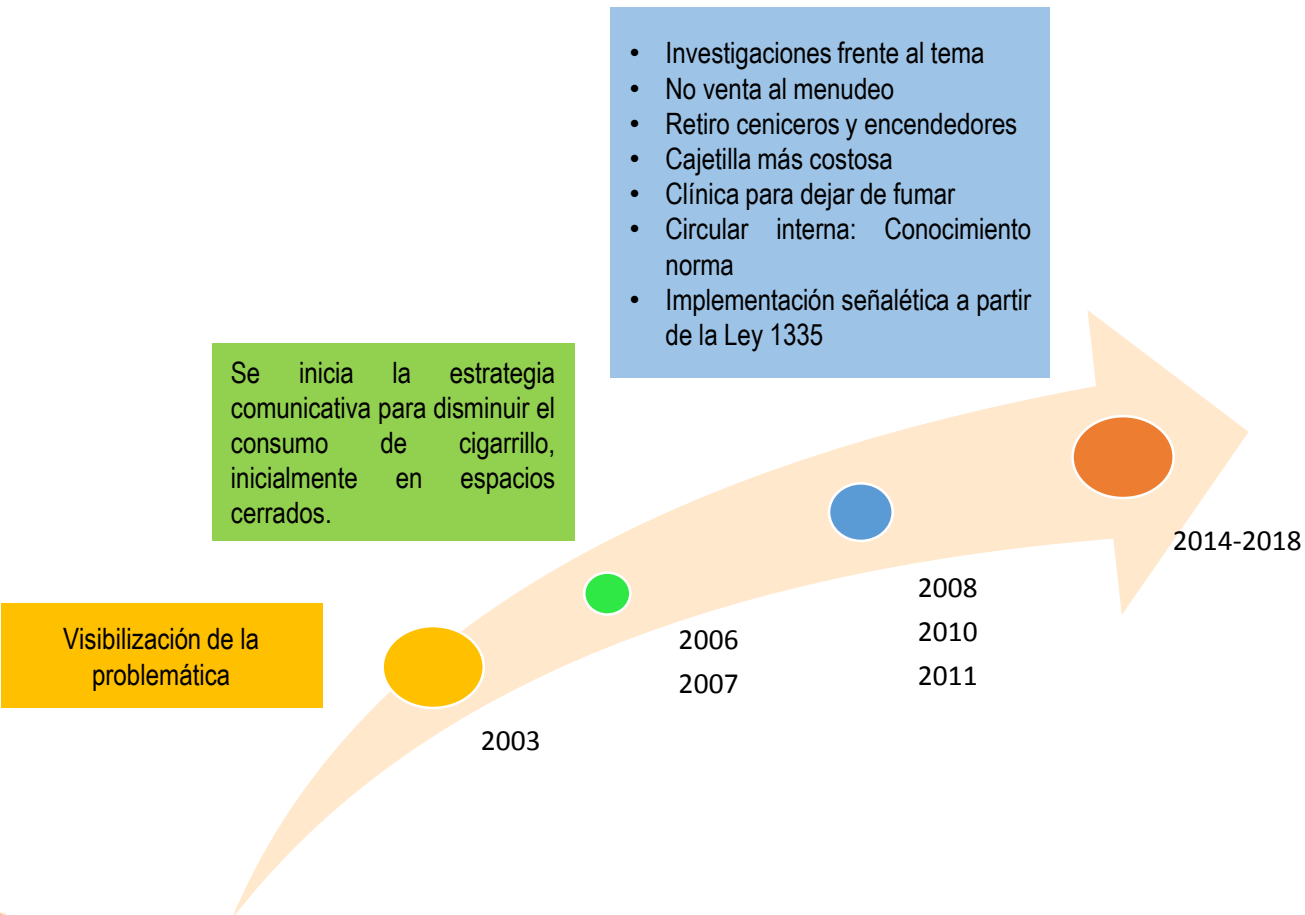 • Investigaciones frente al tema
• No venta al menudeo
• Retiro ceniceros y encendedores
• Cajetilla más costosa
• Clínica para dejar de fumar
• Circular interna: Conocimiento
norma
• Implementación señalética a partir
de la Ley 1335
Se inicia la estrategia
comunicativa para disminuir el
consumo de cigarrillo,
inicialmente en espacios
cerrados.
Visibilización de la
problemática
2003
2006
2007
2008
2010
2011
2014-2018